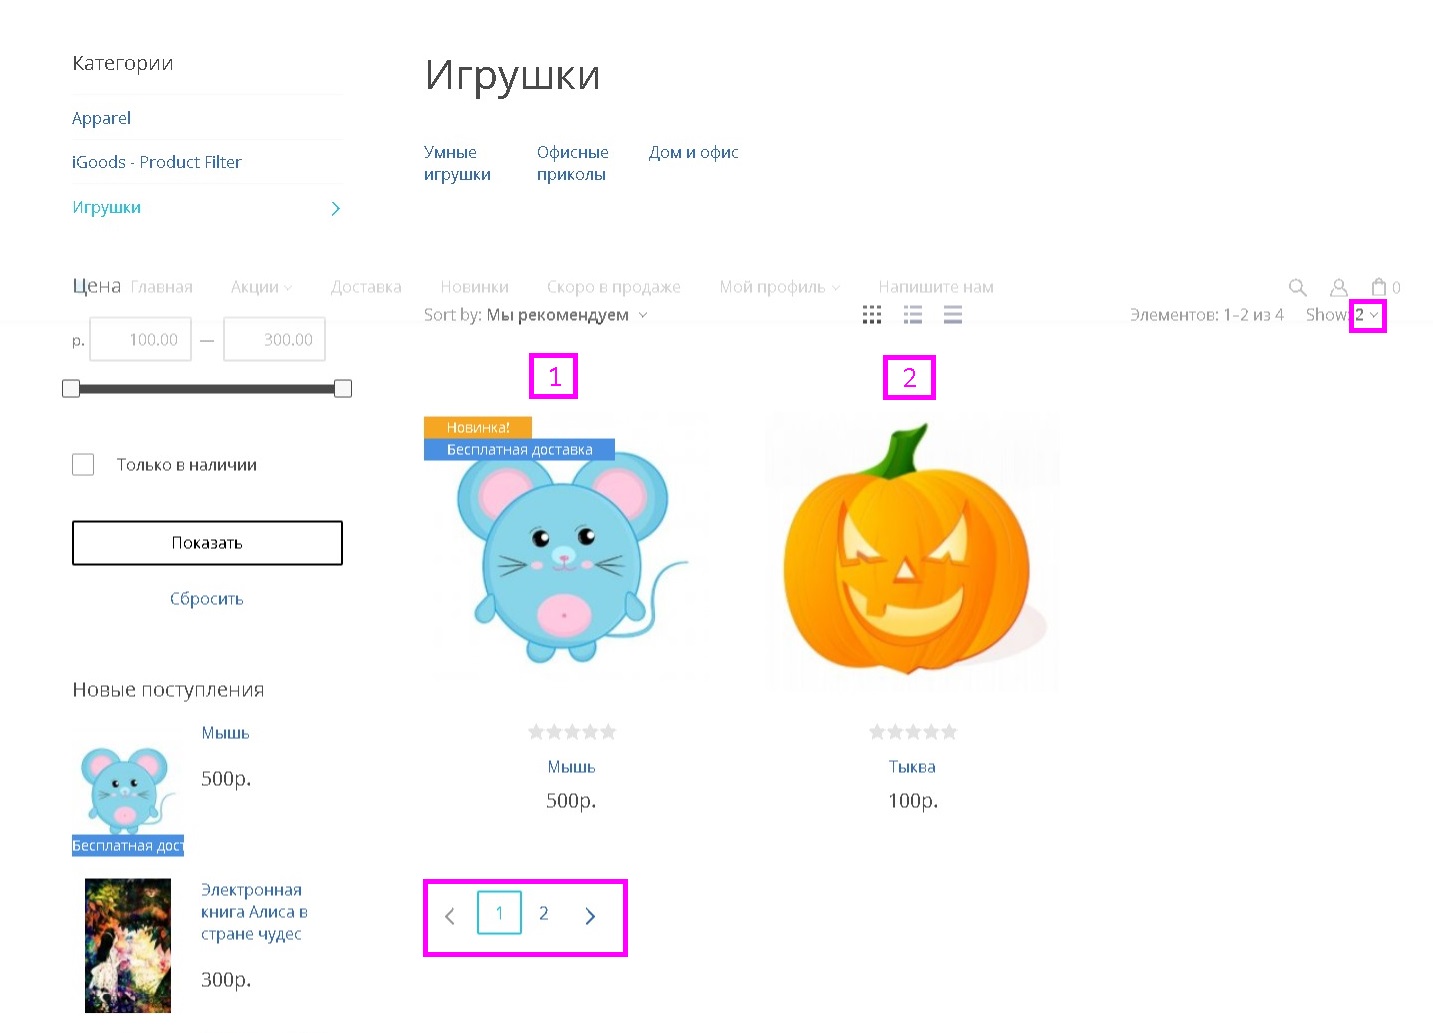 Категории
Apparel
iGoods - Product Filter
Игрушки
Игрушки
Умные
игрушки
Офисные
приколы
Дом и офис
Главная
Акции
Доставка
Новинки
Скоро в продаже
Мой профиль
Напишите нам
0
Цена
р. 100.00 — 300.00
Только в наличии
Показать
Сбросить
Sort by: Мы рекомендуем
Элементов: 1–2 из 4
Show: 2
1
2
Новинка!
Бесплатная доставка
Мышь
500р.
Тыква
100р.
1
2
Новые поступления
Мышь
500р.
Бесплатная дост
Электронная
книга Алиса в
стране чудес
300р.